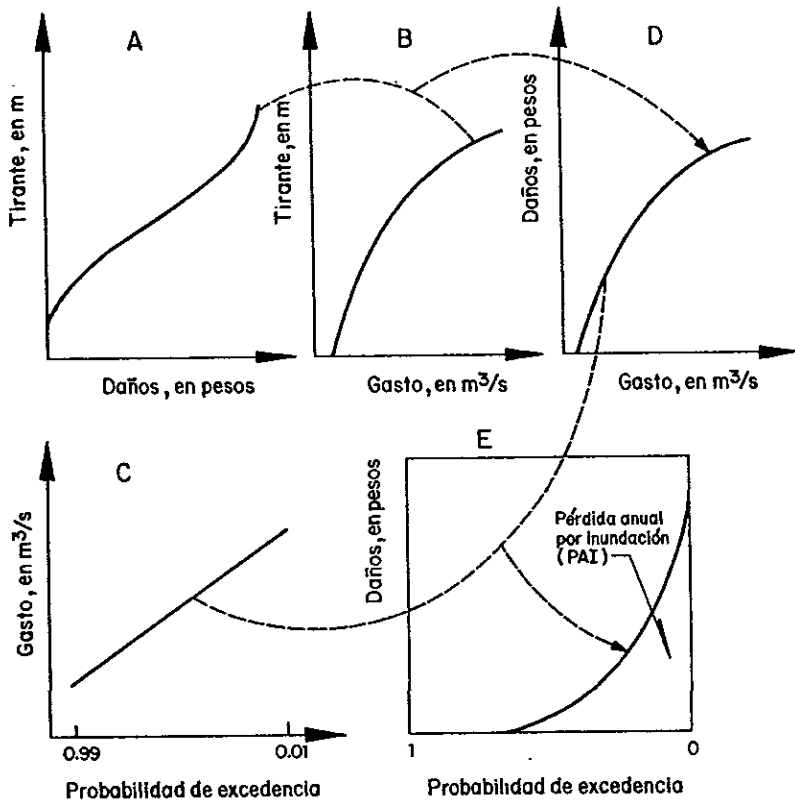 A
Tirante, en m
Daños, en pesos
B
Tirante, en m
Gasto, en m³/s
D
Daños, en pesos
Gasto, en m³/s
C
Gasto, en m³/s
0.99
0.01
Probabilidad de excedencia
E
Daños, en pesos
Pérdida anual
por inundación
(PAI)
1
0
Probabilidad de excedencia